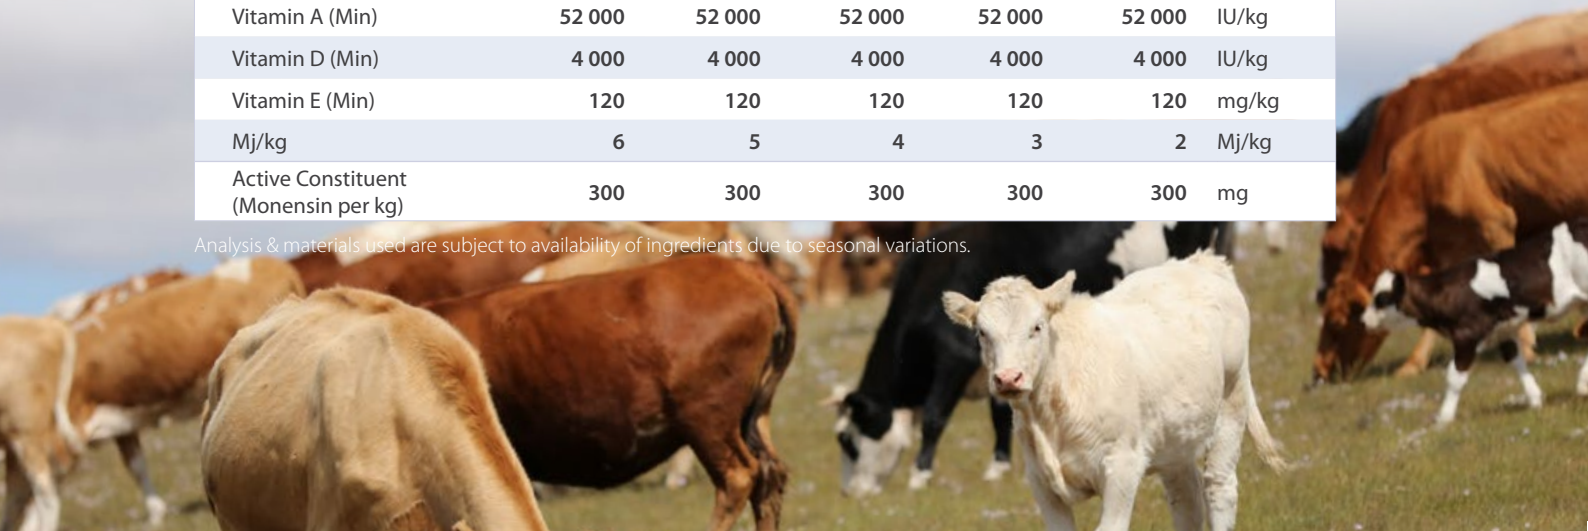 Vitamin A (Min) 52 000 52 000 52 000 52 000 52 000 IU/kg
Vitamin D (Min) 4 000 4 000 4 000 4 000 4 000 IU/kg
Vitamin E (Min) 120 120 120 120 120 mg/kg
Mj/kg 6 5 4 3 2 Mj/kg
Active Constituent
(Monensin per kg) 300 300 300 300 300 mg
Analysis & materials used are subject to availability of ingredients due to seasonal variations.